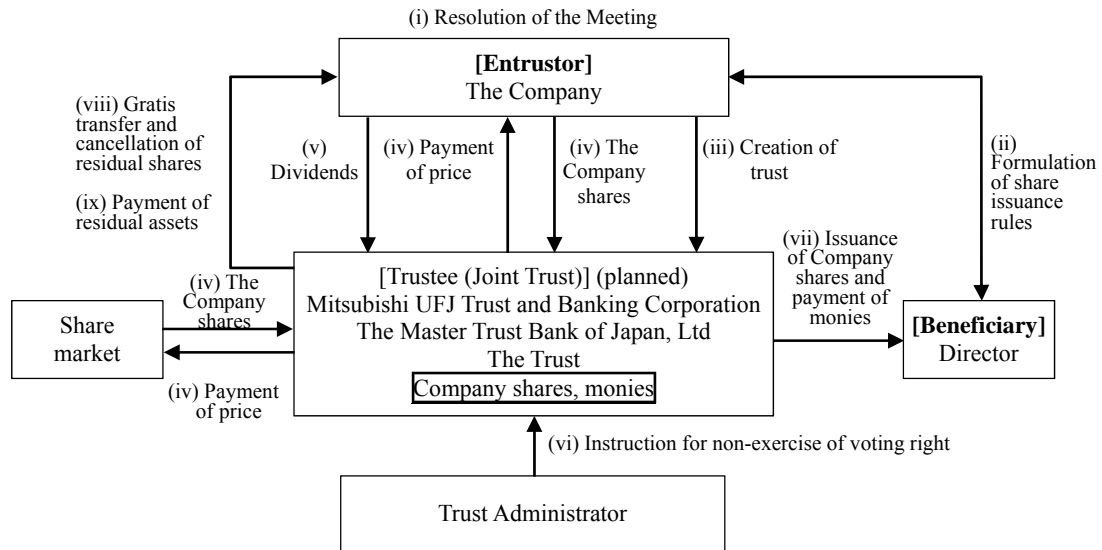 (i) Resolution of the Meeting
[Entrustor]
The Company
(viii) Gratis
transfer and
cancellation of
residual shares
(ix) Payment of
residual assets
(v)
Dividends
(iv) Payment
of price
(iv) The
Company
shares
(iii) Creation of
trust
(ii)
Formulation
of share
issuance
rules
(vii) Issuance
of Company
shares and
payment of
monies
[Trustee (Joint Trust)] (planned)
Mitsubishi UFJ Trust and Banking Corporation
The Master Trust Bank of Japan, Ltd
The Trust
Company shares, monies
(iv) The
Company
shares
Share
market
(iv) Payment
of price
[Beneficiary]
Director
(vi) Instruction for non-exercise of voting right
Trust Administrator